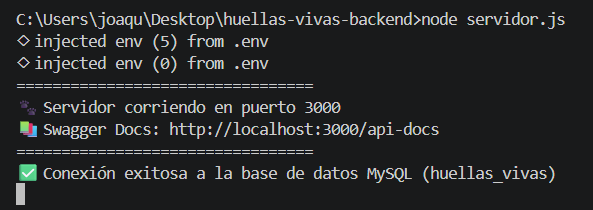 C:\Users\joaqu\Desktop\huellas-vivas-backend>node servidor.js
◇ injected env (5) from .env
◇ injected env (0) from .env
=================================
🐾 Servidor corriendo en puerto 3000
📚 Swagger Docs: http://localhost:3000/api-docs
=================================
✅ Conexión exitosa a la base de datos MySQL (huellas_vivas)